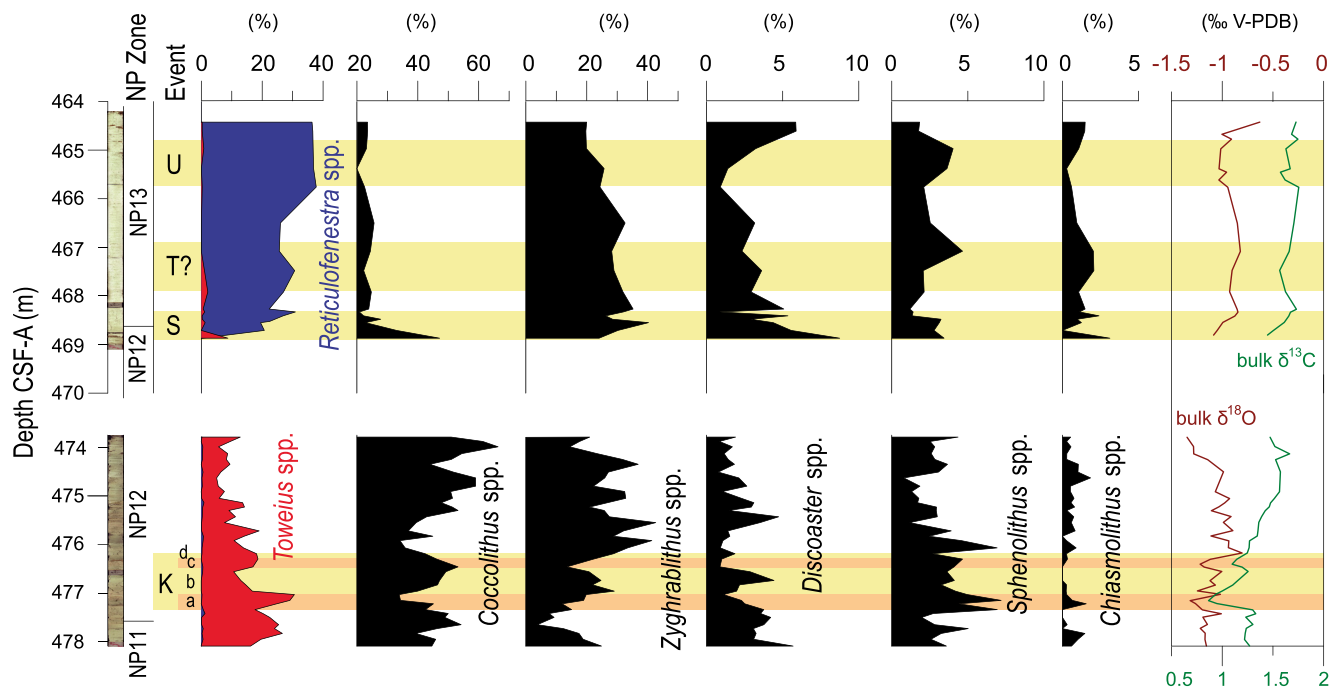 (%) (%) (%) (%) (%) (%) (‰ V-PDB)
NP Zone
Event
0 20 40 20 40 60 0 20 40 0 5 10 0 5 10 0 5 -1.5 -1 -0.5 0
464
465
466
467
468
469
470
Depth CSF-A (m)
NP13
NP12
U
T?
S
Reticulofenestra spp.
bulk δ13C
bulk δ18O
474
475
476
477
478
NP12
NP11
K
d
c
b
a
Toweius spp.
Coccolithus spp.
Zyghrablithus spp.
Discoaster spp.
Sphenolithus spp.
Chiasmolithus spp.
0.5 1 1.5 2